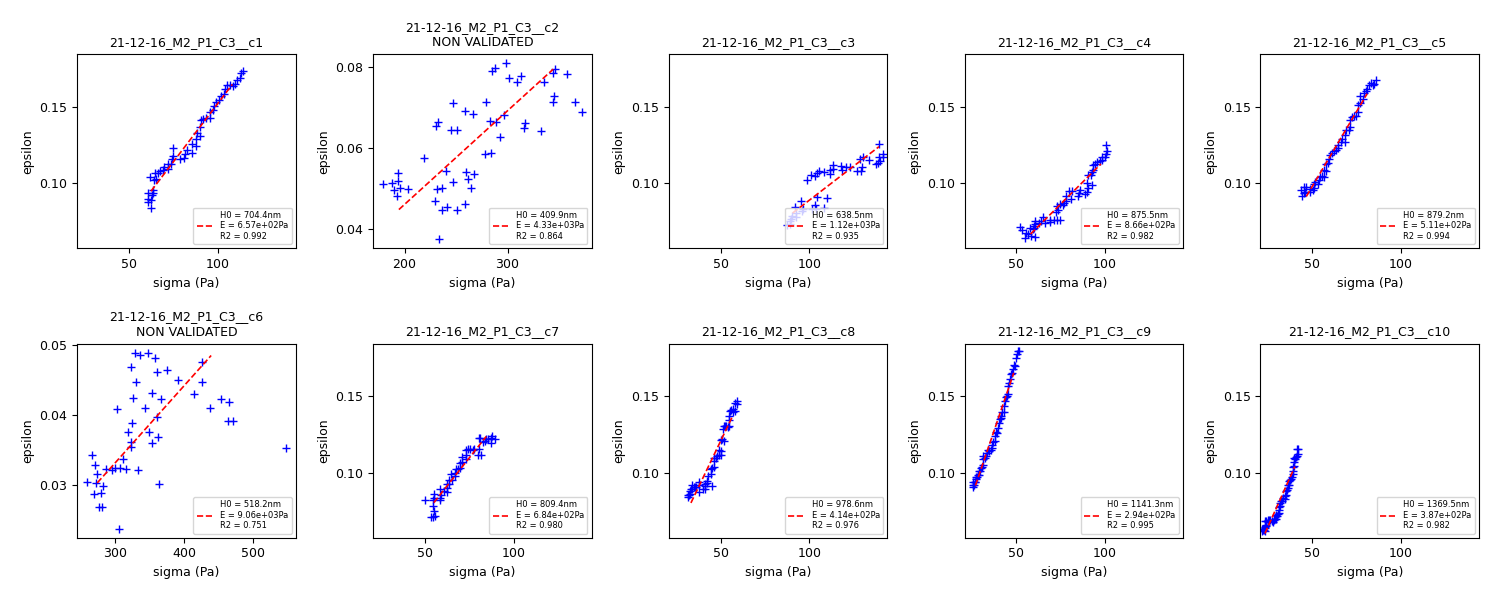 21-12-16_M2_P1_C3__c1
epsilon
0.15
0.10
50
100
sigma (Pa)
H0 = 704.4nm
E = 6.57e+02Pa
R2 = 0.992
21-12-16_M2_P1_C3__c2
NON VALIDATED
epsilon
0.08
0.06
0.04
200
300
sigma (Pa)
H0 = 409.9nm
E = 4.33e+03Pa
R2 = 0.864
21-12-16_M2_P1_C3__c3
epsilon
0.15
0.10
50
100
sigma (Pa)
H0 = 638.5nm
E = 1.12e+03Pa
R2 = 0.935
21-12-16_M2_P1_C3__c4
epsilon
0.15
0.10
50
100
sigma (Pa)
H0 = 875.5nm
E = 8.66e+02Pa
R2 = 0.982
21-12-16_M2_P1_C3__c5
epsilon
0.15
0.10
50
100
sigma (Pa)
H0 = 879.2nm
E = 5.11e+02Pa
R2 = 0.994
21-12-16_M2_P1_C3__c6
NON VALIDATED
epsilon
0.05
0.04
0.03
300
400
500
sigma (Pa)
H0 = 518.2nm
E = 9.06e+03Pa
R2 = 0.751
21-12-16_M2_P1_C3__c7
epsilon
0.15
0.10
50
100
sigma (Pa)
H0 = 809.4nm
E = 6.84e+02Pa
R2 = 0.980
21-12-16_M2_P1_C3__c8
epsilon
0.15
0.10
50
100
sigma (Pa)
H0 = 978.6nm
E = 4.14e+02Pa
R2 = 0.976
21-12-16_M2_P1_C3__c9
epsilon
0.15
0.10
50
100
sigma (Pa)
H0 = 1141.3nm
E = 2.94e+02Pa
R2 = 0.995
21-12-16_M2_P1_C3__c10
epsilon
0.15
0.10
50
100
sigma (Pa)
H0 = 1369.5nm
E = 3.87e+02Pa
R2 = 0.982